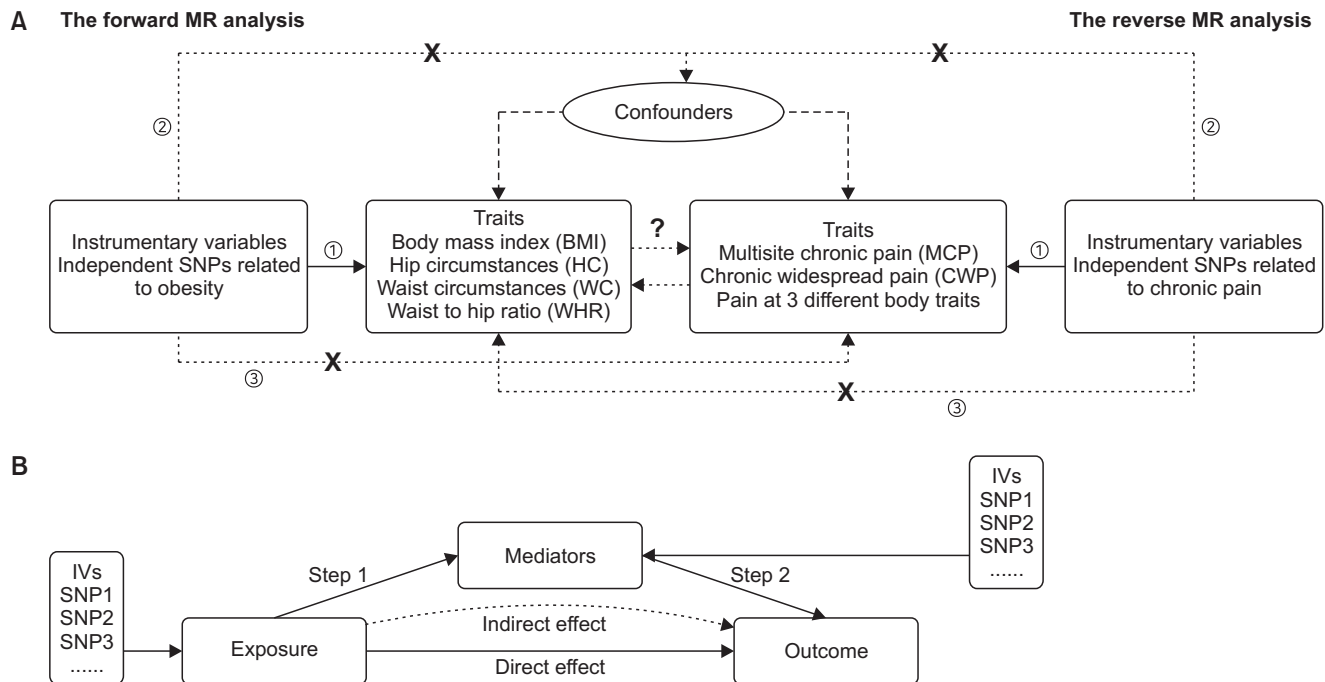 A
The forward MR analysis
The reverse MR analysis
X
X
Confounders
②
②
Instrumentary variables
Independent SNPs related
to obesity
①
Traits
Body mass index (BMI)
Hip circumstances (HC)
Waist circumstances (WC)
Waist to hip ratio (WHR)
?
Traits
Multisite chronic pain (MCP)
Chronic widespread pain (CWP)
Pain at 3 different body traits
①
Instrumentary variables
Independent SNPs related
to chronic pain
X
③
X
③
B
IVs
SNP1
SNP2
SNP3
......
Mediators
Step 1
Step 2
IVs
SNP1
SNP2
SNP3
......
Exposure
Indirect effect
Direct effect
Outcome